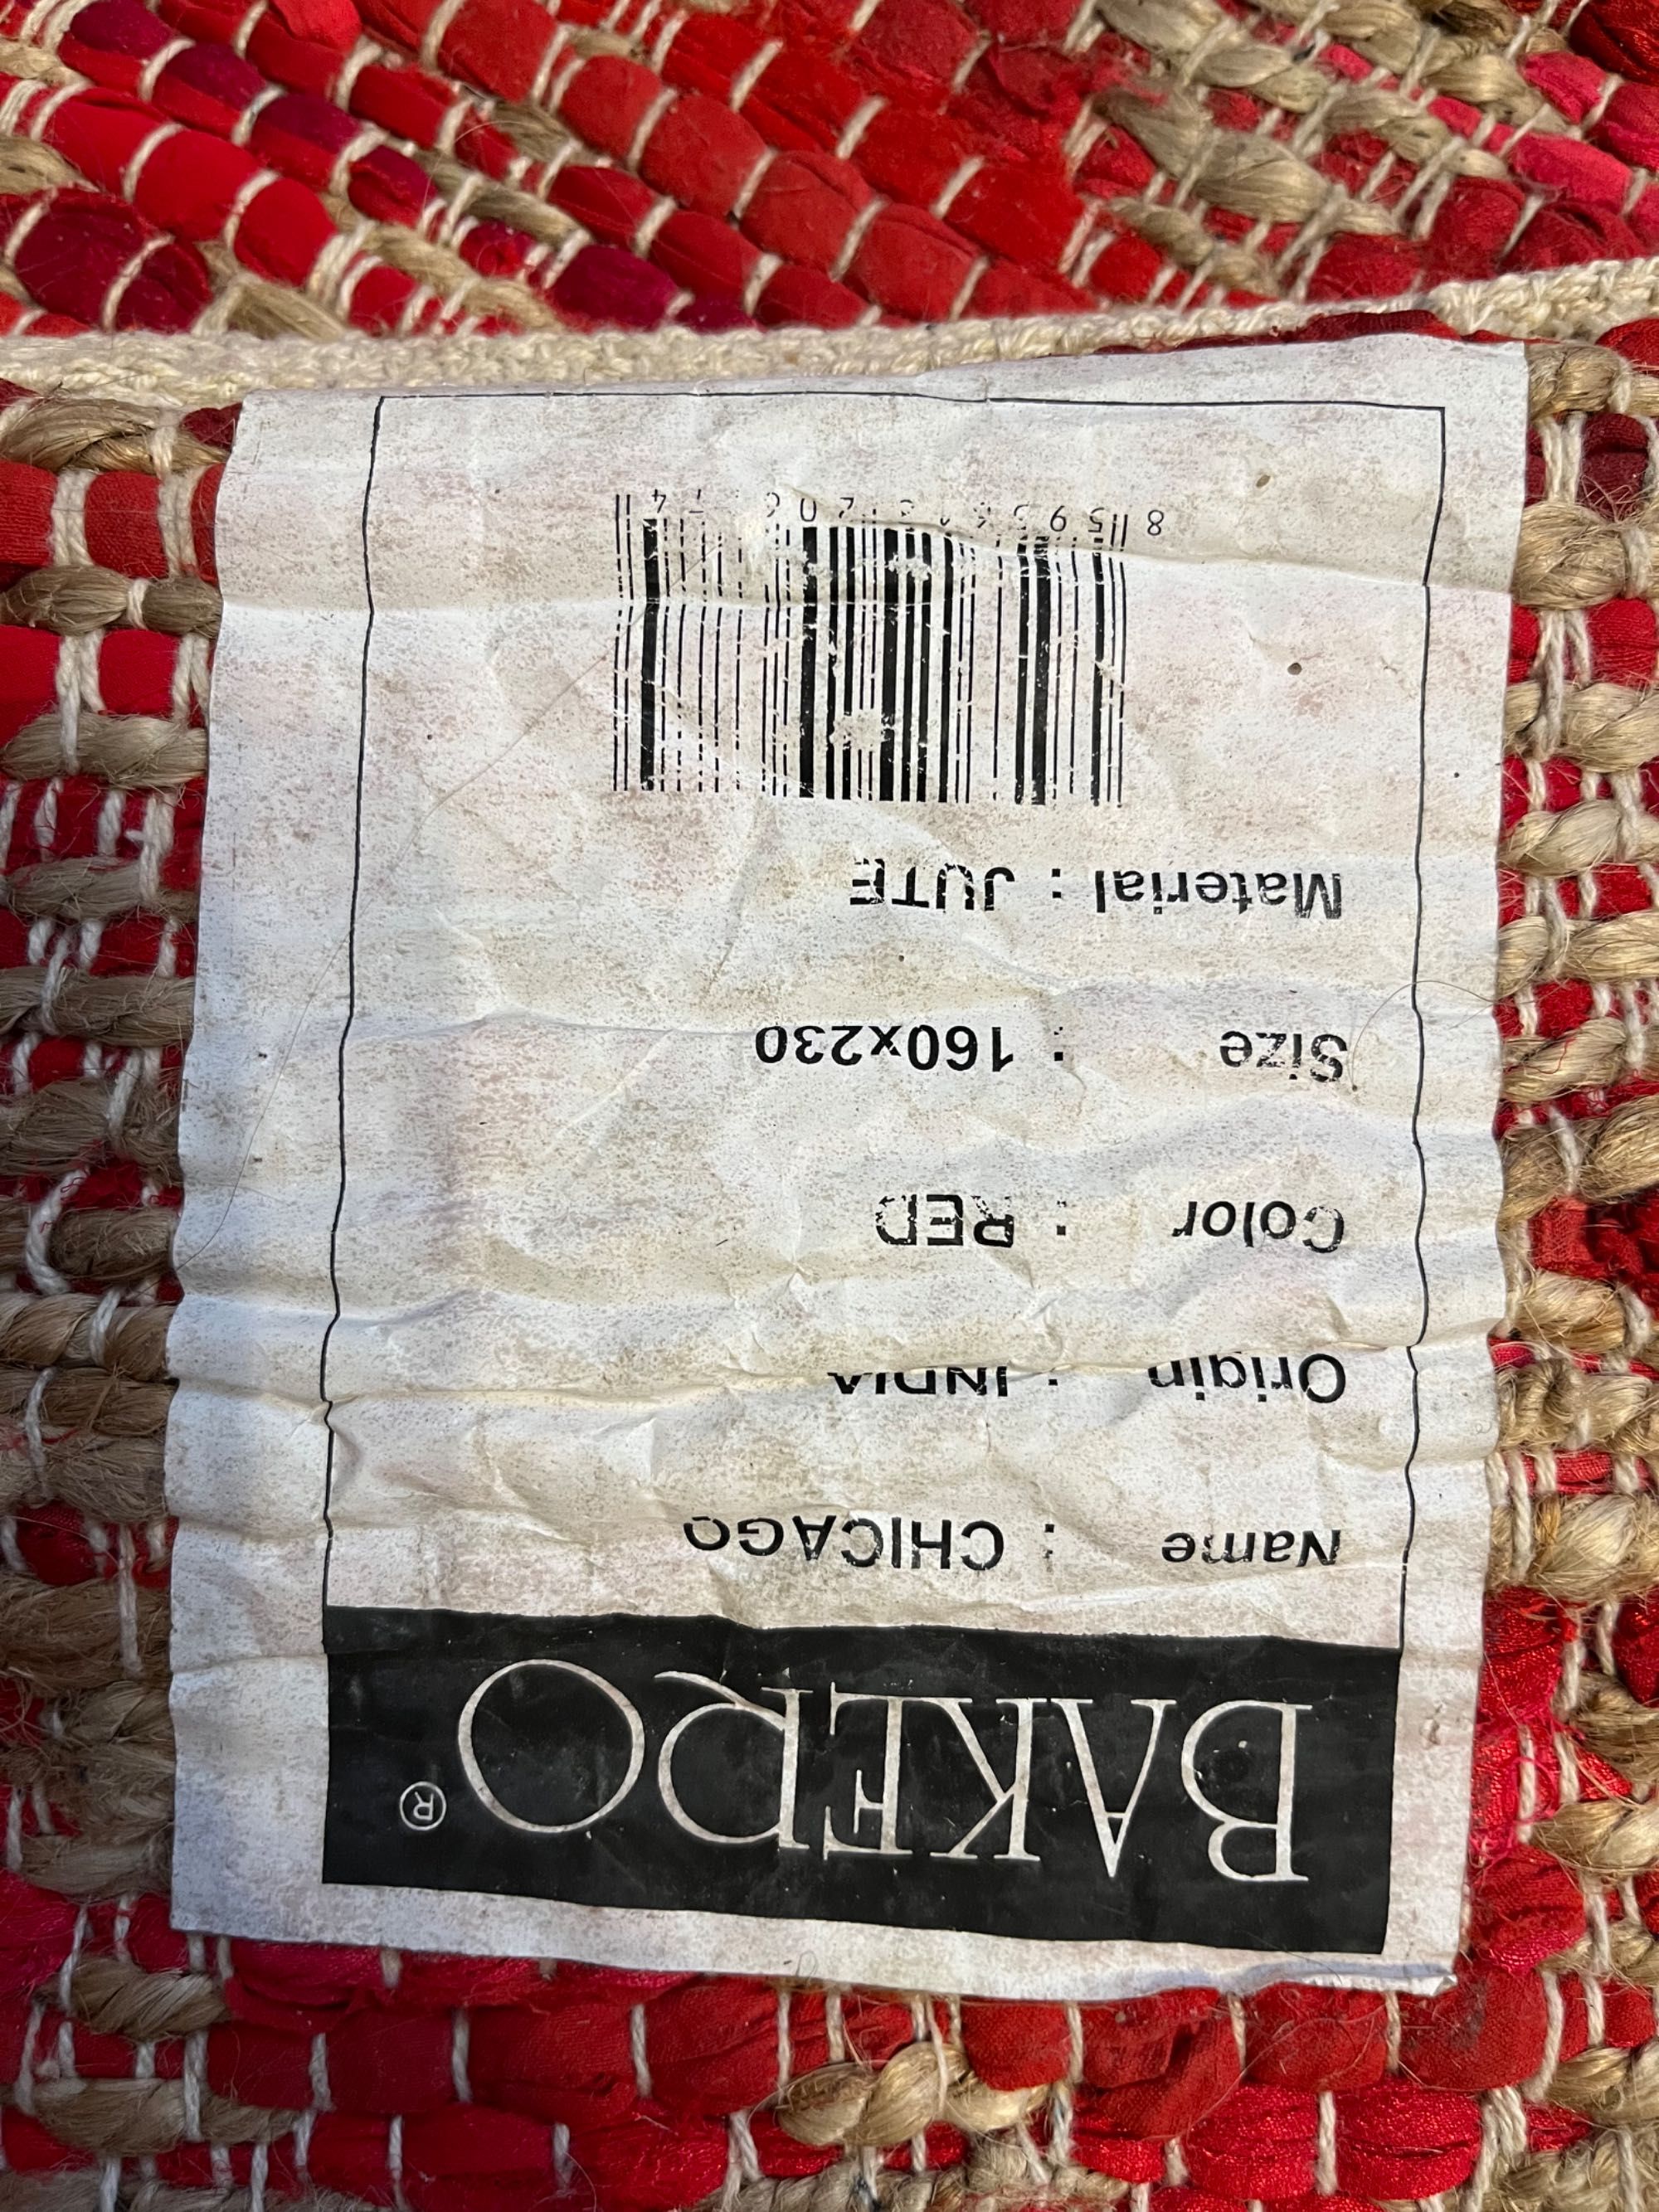 BAKERO®
Name : CHICAGO
Origin : INDIA
Color : RED
Size : 160x230
Material : JUTE